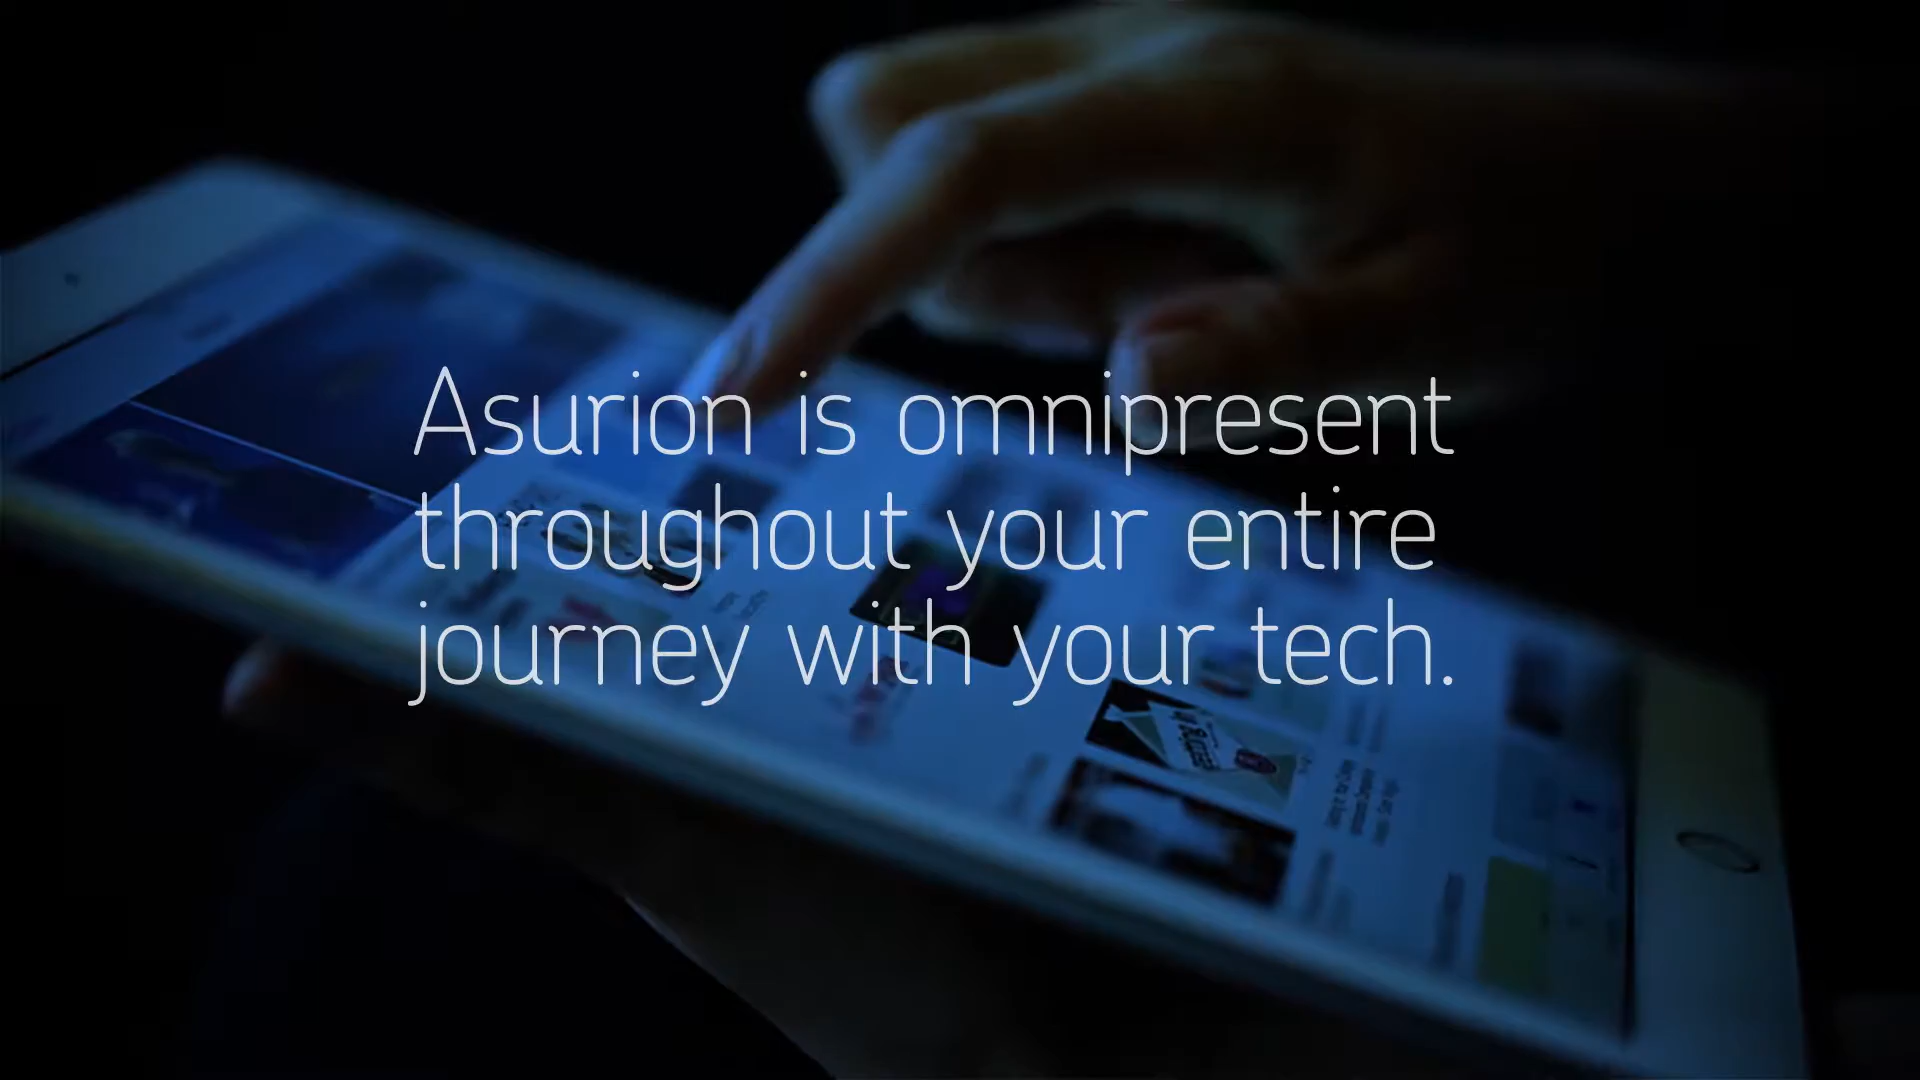 Asurion is omnipresent
throughout your entire
journey with your tech.